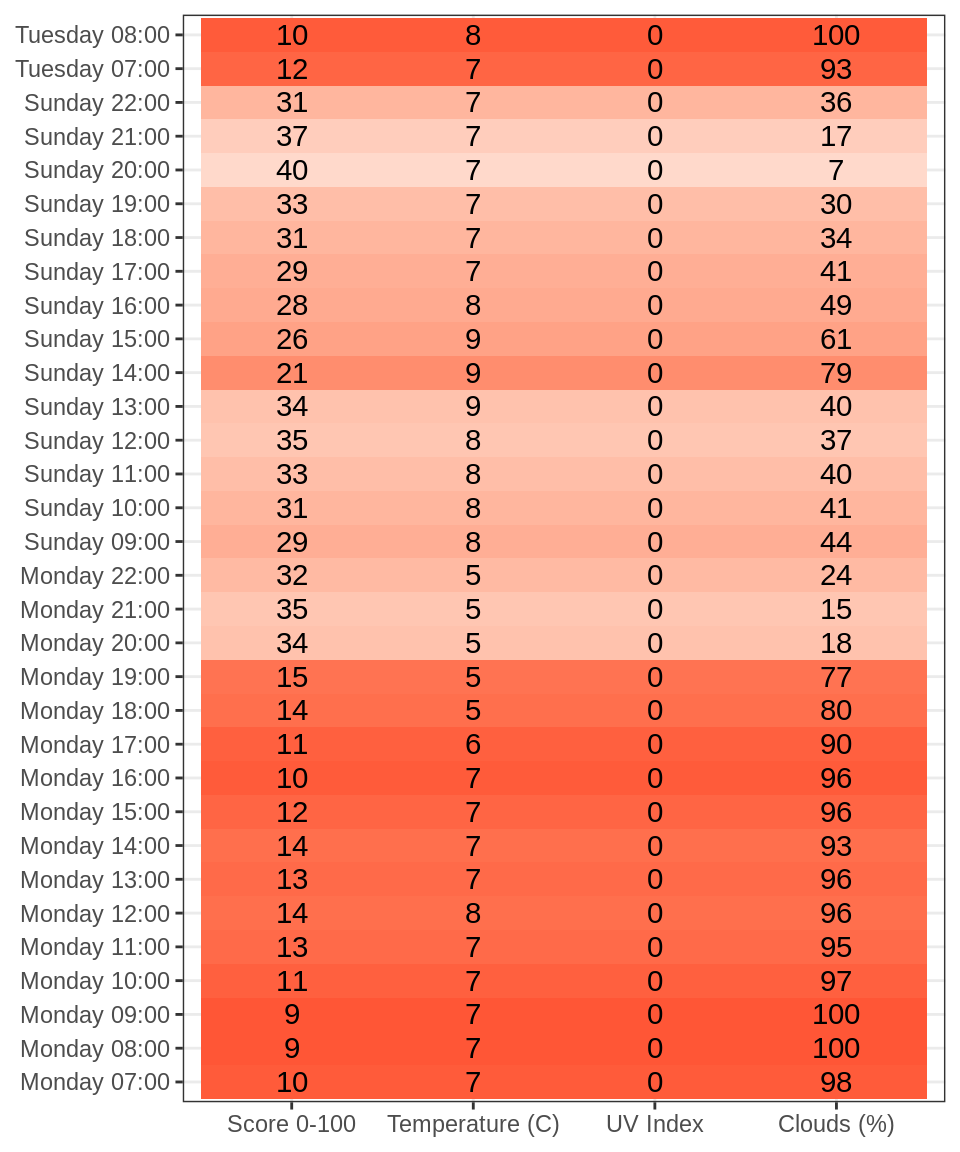 Tuesday 08:00 10 8 0 100
Tuesday 07:00 12 7 0 93
Sunday 22:00 31 7 0 36
Sunday 21:00 37 7 0 17
Sunday 20:00 40 7 0 7
Sunday 19:00 33 7 0 30
Sunday 18:00 31 7 0 34
Sunday 17:00 29 7 0 41
Sunday 16:00 28 8 0 49
Sunday 15:00 26 9 0 61
Sunday 14:00 21 9 0 79
Sunday 13:00 34 9 0 40
Sunday 12:00 35 8 0 37
Sunday 11:00 33 8 0 40
Sunday 10:00 31 8 0 41
Sunday 09:00 29 8 0 44
Monday 22:00 32 5 0 24
Monday 21:00 35 5 0 15
Monday 20:00 34 5 0 18
Monday 19:00 15 5 0 77
Monday 18:00 14 5 0 80
Monday 17:00 11 6 0 90
Monday 16:00 10 7 0 96
Monday 15:00 12 7 0 96
Monday 14:00 14 7 0 93
Monday 13:00 13 7 0 96
Monday 12:00 14 8 0 96
Monday 11:00 13 7 0 95
Monday 10:00 11 7 0 97
Monday 09:00 9 7 0 100
Monday 08:00 9 7 0 100
Monday 07:00 10 7 0 98
Score 0-100 Temperature (C) UV Index Clouds (%)